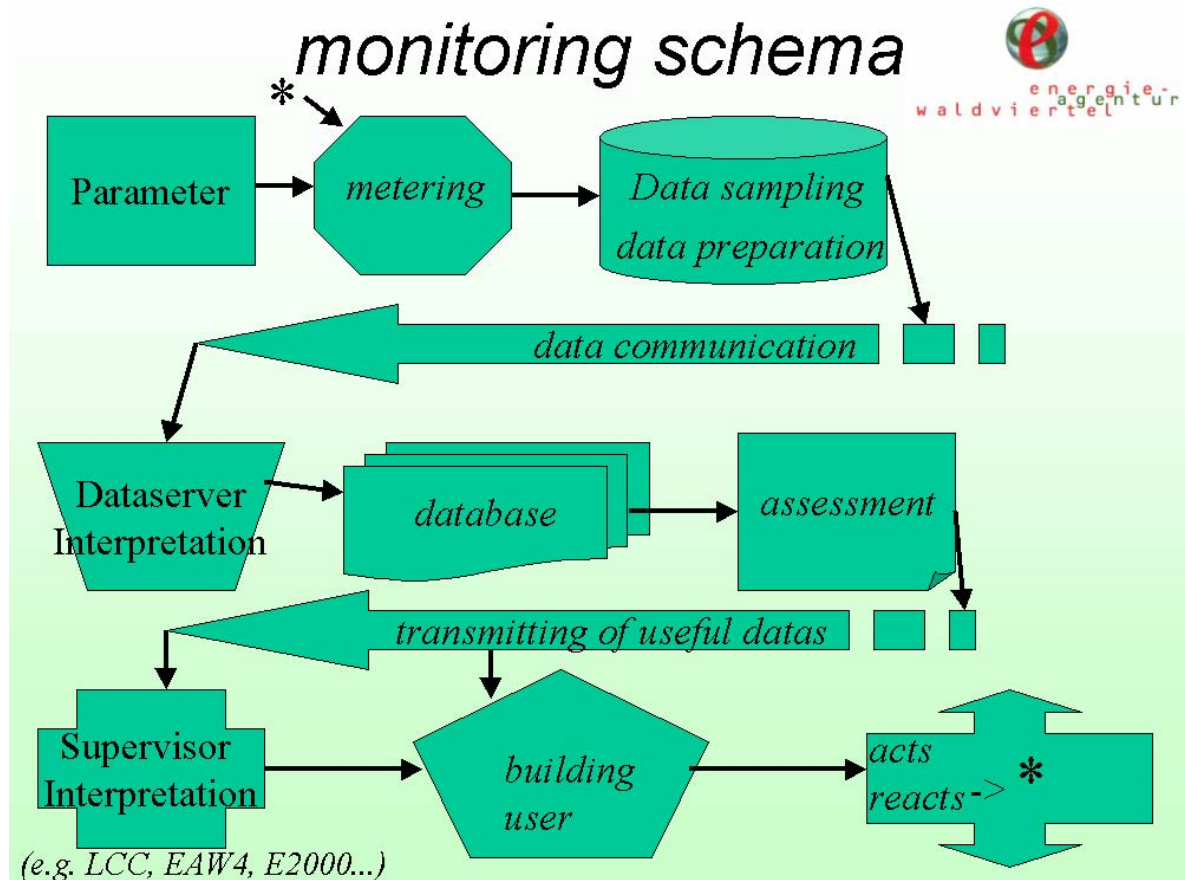 monitoring schema
energie-
agentur
waldviertel
*
Parameter
metering
Data sampling
data preparation
data communication
Dataserver
Interpretation
database
assessment
transmitting of useful datas
Supervisor
Interpretation
building
user
acts
reacts -> *
(e.g. LCC, EAW4, E2000...)